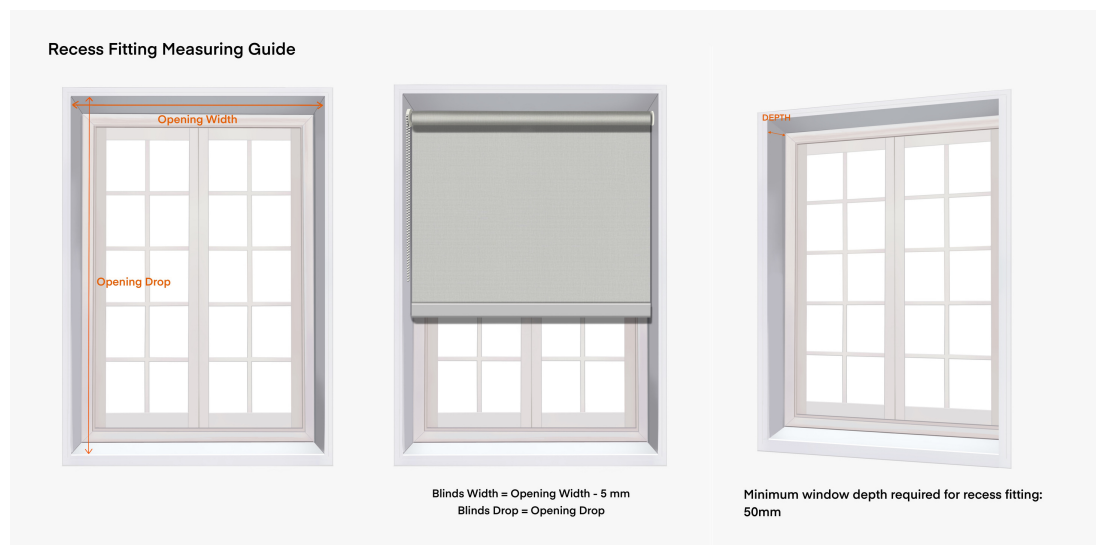 Recess Fitting Measuring Guide
Opening Width
Opening Drop
Blinds Width = Opening Width - 5 mm
Blinds Drop = Opening Drop
DEPTH
Minimum window depth required for recess fitting:
50mm